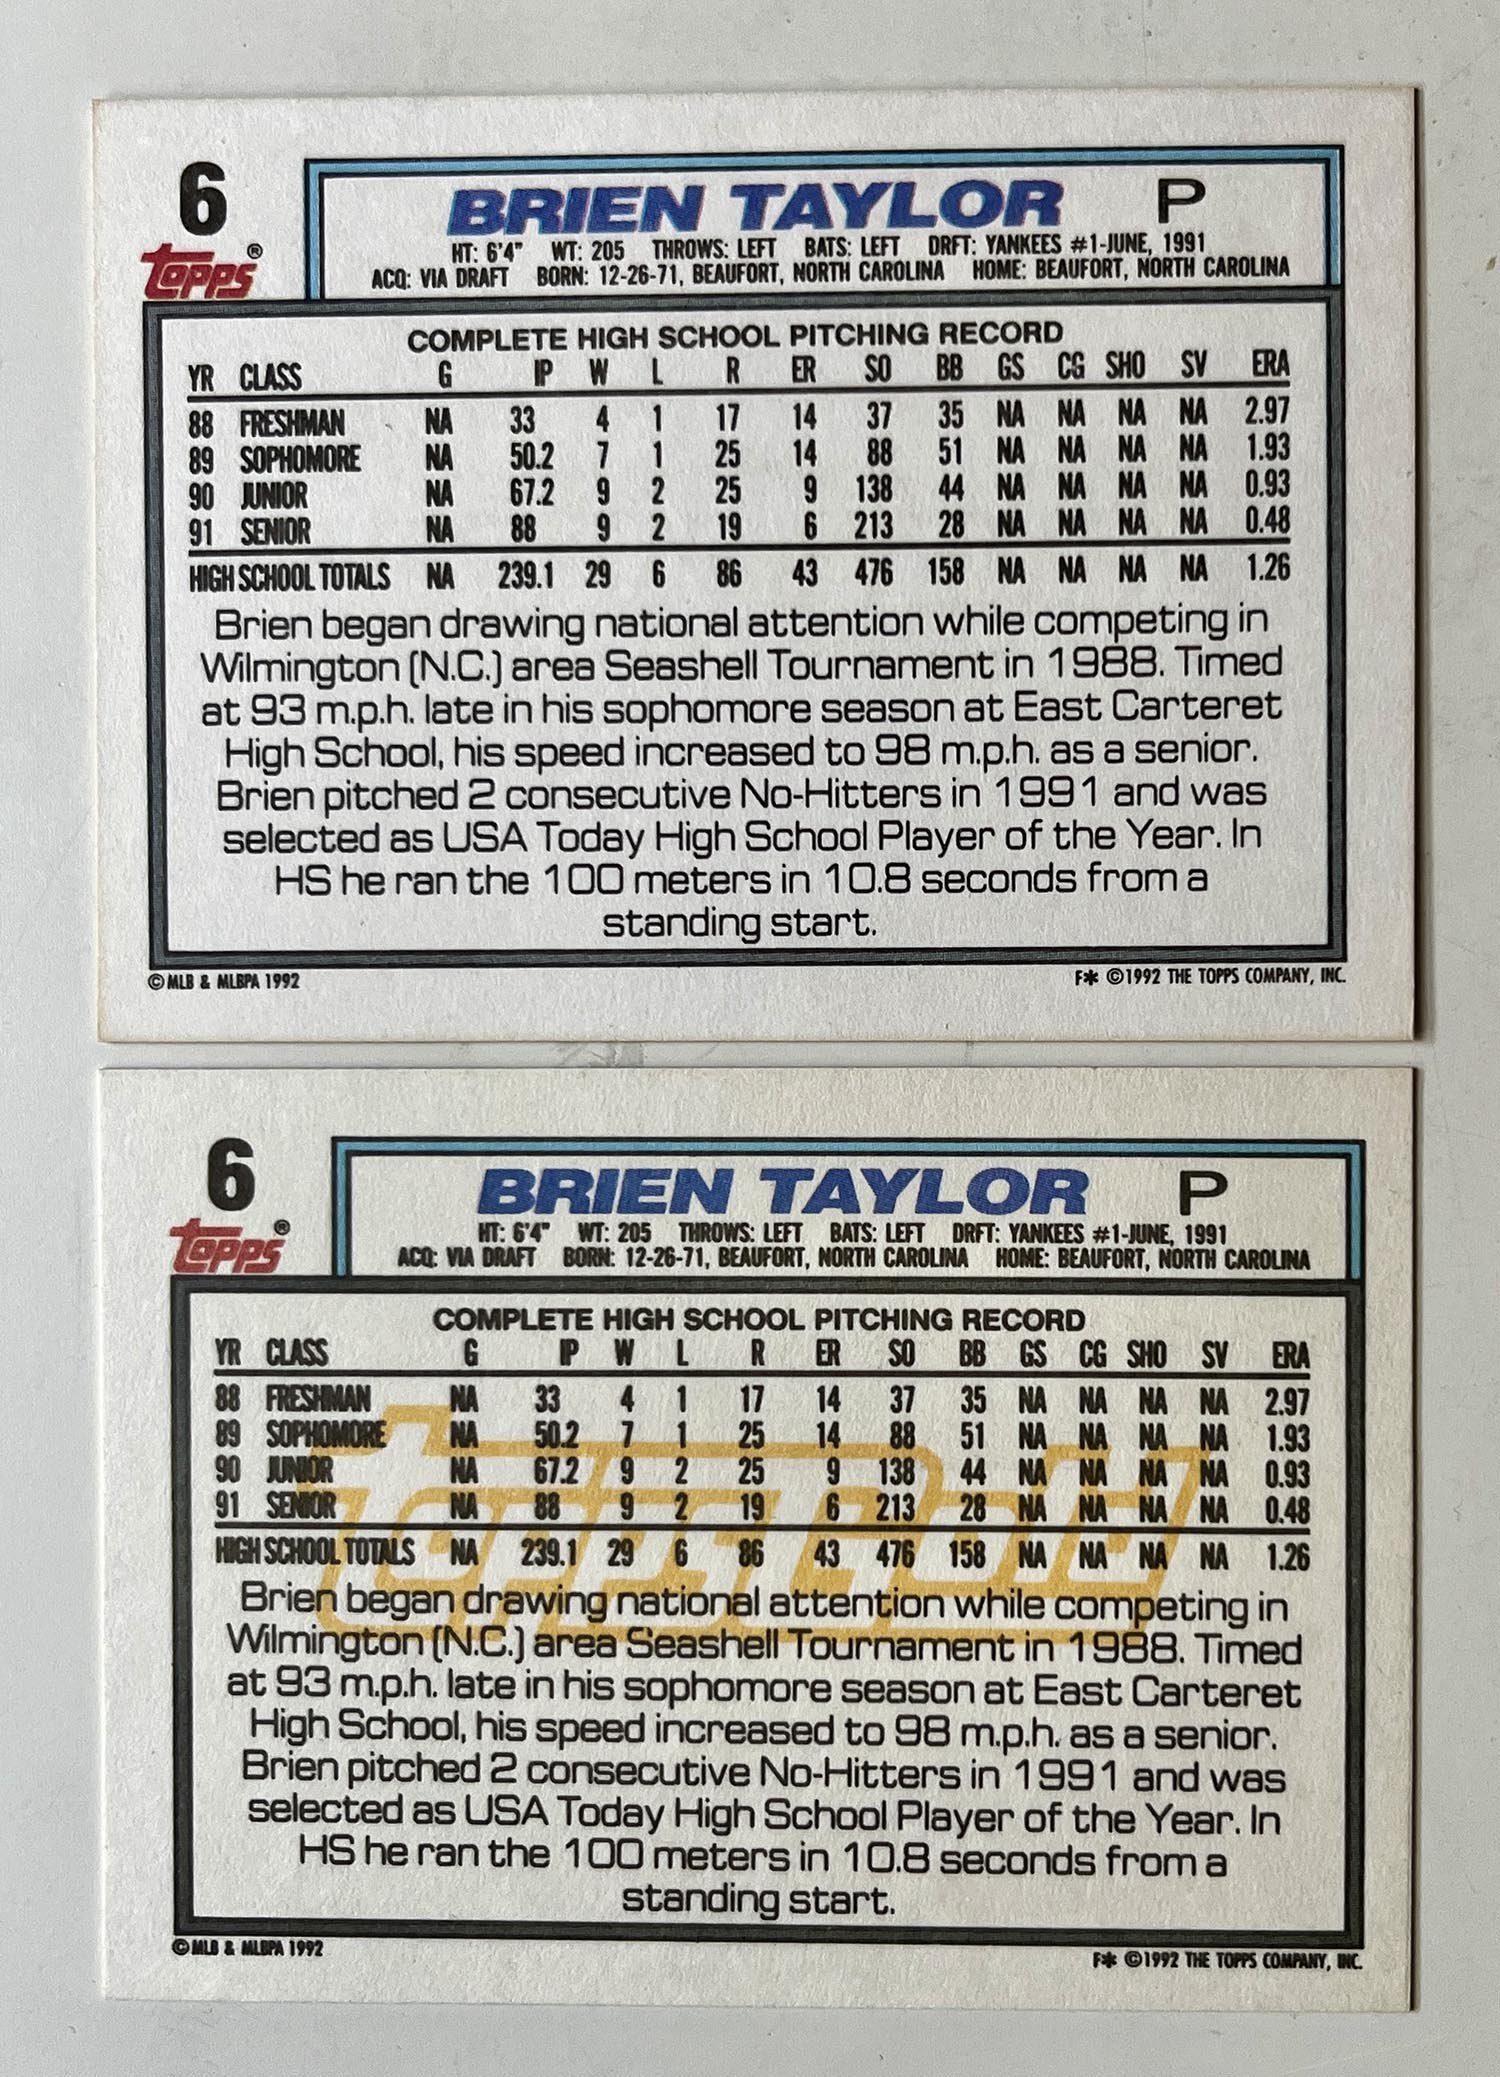 6
BRIEN TAYLOR P
Topps®
HT: 6'4" WT: 205 THROWS: LEFT BATS: LEFT DRFT: YANKEES #1-JUNE, 1991
ACQ: VIA DRAFT BORN: 12-26-71, BEAUFORT, NORTH CAROLINA HOME: BEAUFORT, NORTH CAROLINA
COMPLETE HIGH SCHOOL PITCHING RECORD
YR CLASS G IP W L R ER SO BB GS CG SHO SV ERA
88 FRESHMAN NA 33 4 1 17 14 37 35 NA NA NA NA 2.97
89 SOPHOMORE NA 50.2 7 1 25 14 88 51 NA NA NA NA 1.93
90 JUNIOR NA 67.2 9 2 25 9 138 44 NA NA NA NA 0.93
91 SENIOR NA 88 9 2 19 6 213 28 NA NA NA NA 0.48
HIGH SCHOOL TOTALS NA 239.1 29 6 86 43 476 158 NA NA NA NA 1.26
Brien began drawing national attention while competing in
Wilmington (N.C.) area Seashell Tournament in 1988. Timed
at 93 m.p.h. late in his sophomore season at East Carteret
High School, his speed increased to 98 m.p.h. as a senior.
Brien pitched 2 consecutive No-Hitters in 1991 and was
selected as USA Today High School Player of the Year. In
HS he ran the 100 meters in 10.8 seconds from a
standing start.
© MLB & MLBPA 1992 F* ©1992 THE TOPPS COMPANY, INC.
6
BRIEN TAYLOR P
Topps®
HT: 6'4" WT: 205 THROWS: LEFT BATS: LEFT DRFT: YANKEES #1-JUNE, 1991
ACQ: VIA DRAFT BORN: 12-26-71, BEAUFORT, NORTH CAROLINA HOME: BEAUFORT, NORTH CAROLINA
COMPLETE HIGH SCHOOL PITCHING RECORD
YR CLASS G IP W L R ER SO BB GS CG SHO SV ERA
88 FRESHMAN NA 33 4 1 17 14 37 35 NA NA NA NA 2.97
89 SOPHOMORE NA 50.2 7 1 25 14 88 51 NA NA NA NA 1.93
90 JUNIOR NA 67.2 9 2 25 9 138 44 NA NA NA NA 0.93
91 SENIOR NA 88 9 2 19 6 213 28 NA NA NA NA 0.48
ToppsGold
HIGH SCHOOL TOTALS NA 239.1 29 6 86 43 476 158 NA NA NA NA 1.26
Brien began drawing national attention while competing in
Wilmington (N.C.) area Seashell Tournament in 1988. Timed
at 93 m.p.h. late in his sophomore season at East Carteret
High School, his speed increased to 98 m.p.h. as a senior.
Brien pitched 2 consecutive No-Hitters in 1991 and was
selected as USA Today High School Player of the Year. In
HS he ran the 100 meters in 10.8 seconds from a
standing start.
© MLB & MLBPA 1992 F* ©1992 THE TOPPS COMPANY, INC.